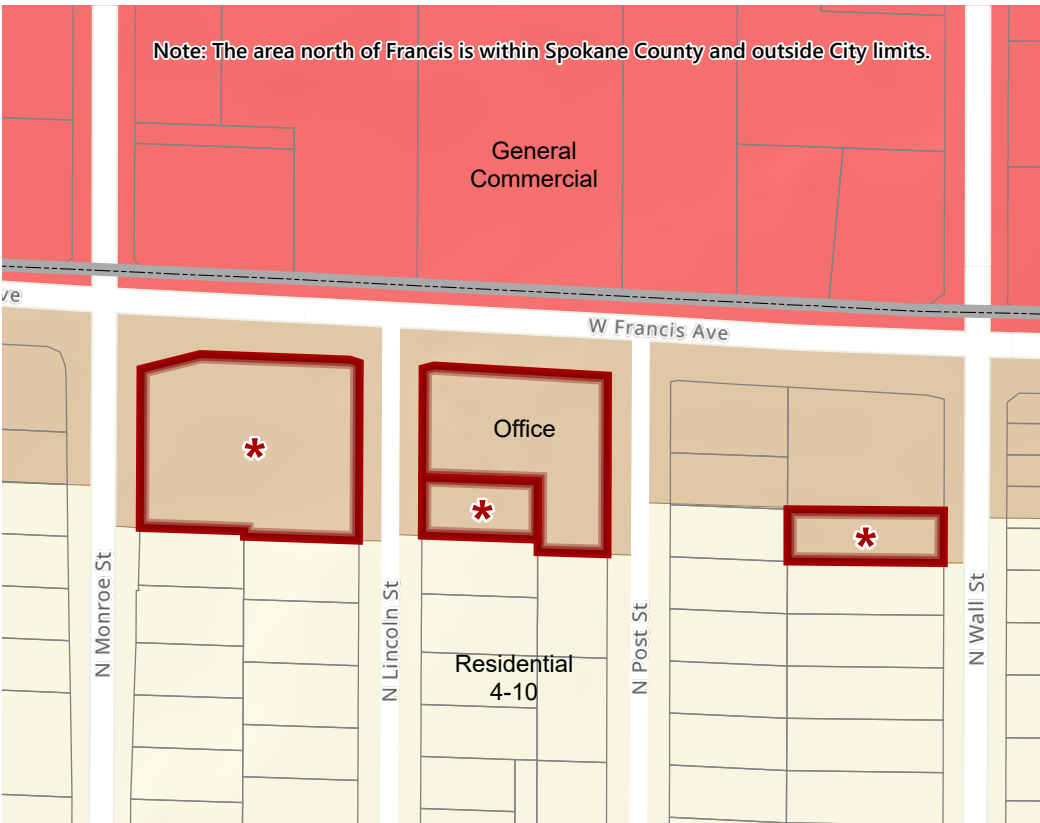 Note: The area north of Francis is within Spokane County and outside City limits.
General
Commercial
ve
W Francis Ave
*
Office
*
*
N Monroe St
N Lincoln St
N Post St
N Wall St
Residential
4-10